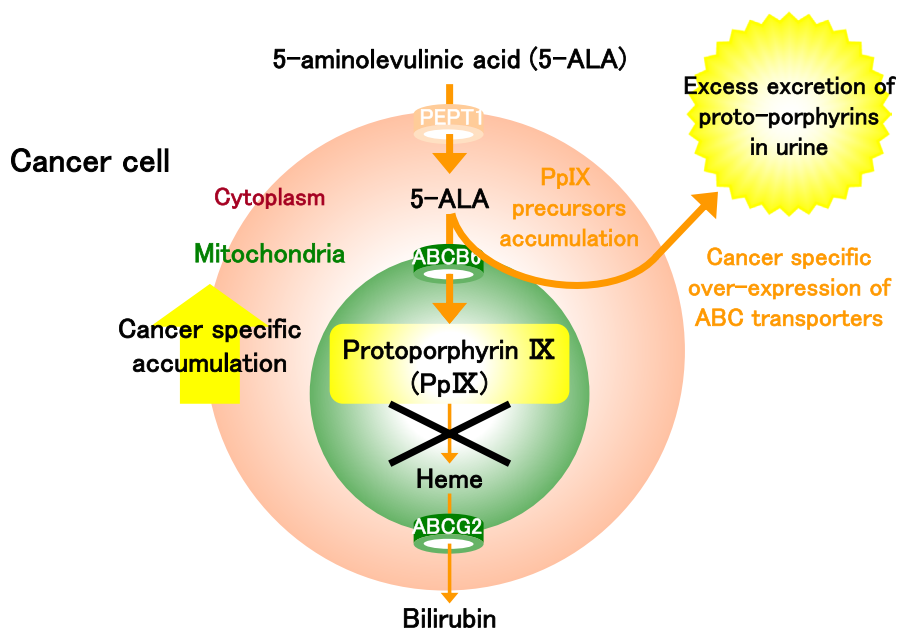 5-aminolevulinic acid (5-ALA)
Excess excretion of
proto-porphyrins
in urine
PEPT1
Cancer cell
Cytoplasm
5-ALA
PpⅨ
precursors
accumulation
Mitochondria
ABCB6
Cancer specific
over-expression of
ABC transporters
Cancer specific
accumulation
Protoporphyrin Ⅸ
(PpⅨ)
Heme
ABCG2
Bilirubin